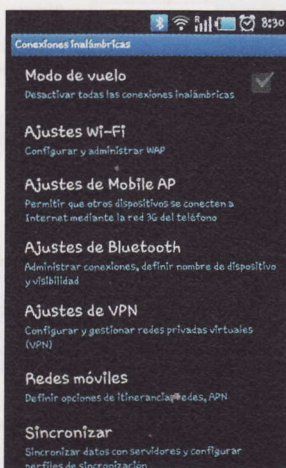 8:30
Conexiones inalámbricas
Modo de vuelo
Desactivar todas las conexiones inalámbricas
Ajustes Wi-Fi
Configurar y administrar WAP
Ajustes de Mobile AP
Permitir que otros dispositivos se conecten a
Internet mediante la red 3G del teléfono
Ajustes de Bluetooth
Administrar conexiones, definir nombre de dispositivo
y visibilidad
Ajustes de VPN
Configurar y gestionar redes privadas virtuales
(VPN)
Redes móviles
Definir opciones de itinerancia, redes, APN
Sincronizar
Sincronizar datos con servidores y configurar
perfiles de sincronización